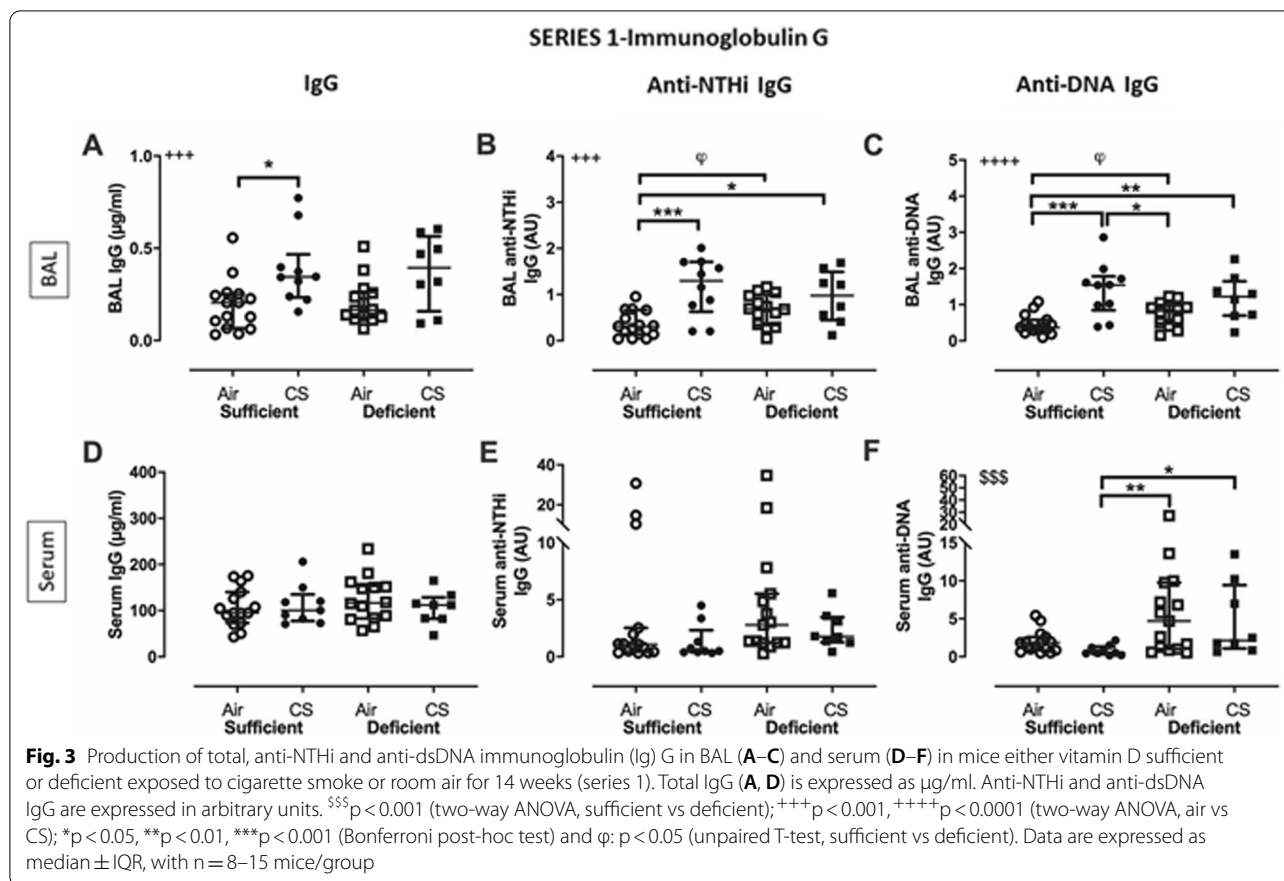 SERIES 1-Immunoglobulin G
IgG
Anti-NTHi IgG
Anti-DNA IgG
BAL
A
BAL IgG (µg/ml)
1.0
0.5
0.0
+++
*
Air
CS
Air
CS
Sufficient
Deficient
B
BAL anti-NTHi
IgG (AU)
4
3
2
1
0
+++
φ
*
***
Air
CS
Air
CS
Sufficient
Deficient
C
BAL anti-DNA
IgG (AU)
5
4
3
2
1
0
++++
φ
**
***
*
Air
CS
Air
CS
Sufficient
Deficient
Serum
D
Serum IgG (µg/ml)
400
300
200
100
0
Air
CS
Air
CS
Sufficient
Deficient
E
Serum anti-NTHi
IgG (AU)
40
20
10
5
0
Air
CS
Air
CS
Sufficient
Deficient
F
Serum anti-DNA
IgG (AU)
60
50
40
30
20
15
10
5
0
$$$
*
**
Air
CS
Air
CS
Sufficient
Deficient
Fig. 3 Production of total, anti-NTHi and anti-dsDNA immunoglobulin (Ig) G in BAL (A–C) and serum (D–F) in mice either vitamin D sufficient
or deficient exposed to cigarette smoke or room air for 14 weeks (series 1). Total IgG (A, D) is expressed as µg/ml. Anti-NTHi and anti-dsDNA
IgG are expressed in arbitrary units. $$$p < 0.001 (two-way ANOVA, sufficient vs deficient); +++p < 0.001, ++++p < 0.0001 (two-way ANOVA, air vs
CS); *p < 0.05, **p < 0.01, ***p < 0.001 (Bonferroni post-hoc test) and φ: p < 0.05 (unpaired T-test, sufficient vs deficient). Data are expressed as
median ± IQR, with n = 8–15 mice/group